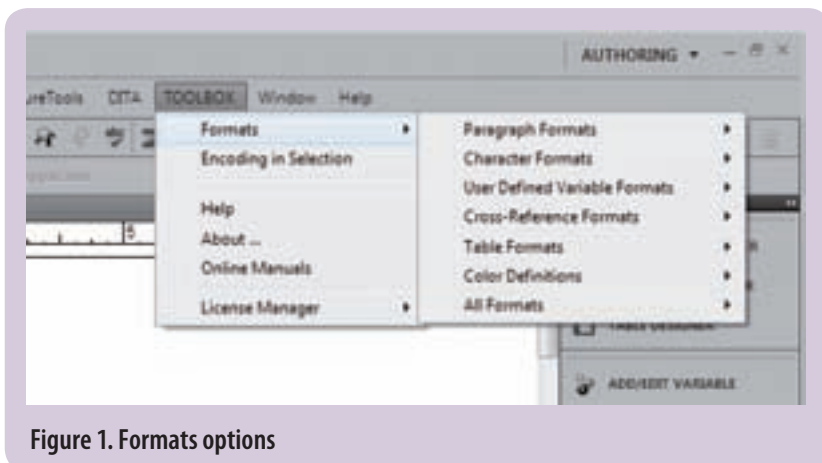 AUTHORING
ureTools DITA TOOLBOX Window Help
Formats
Encoding in Selection
Help
About ...
Online Manuals
License Manager
Paragraph Formats
Character Formats
User Defined Variable Formats
Cross-Reference Formats
Table Formats
Color Definitions
All Formats
TABLE DESIGNER
ADD/EDIT VARIABLE
Figure 1. Formats options